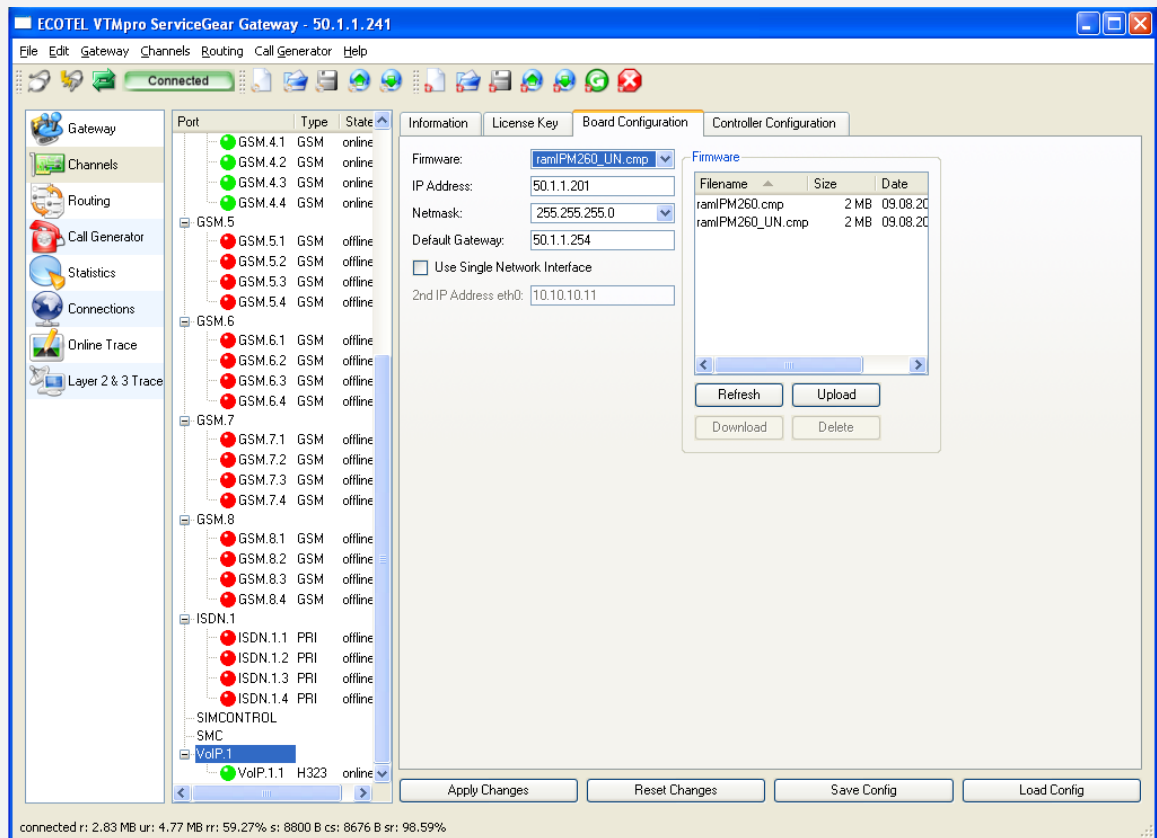 ECOTEL VTMpro ServiceGear Gateway - 50.1.1.241
File Edit Gateway Channels Routing Call Generator Help
Connected
Gateway
Channels
Routing
Call Generator
Statistics
Connections
Online Trace
Layer 2 & 3 Trace
Port Type State
GSM.4.1 GSM online
GSM.4.2 GSM online
GSM.4.3 GSM online
GSM.4.4 GSM online
GSM.5
GSM.5.1 GSM offline
GSM.5.2 GSM offline
GSM.5.3 GSM offline
GSM.5.4 GSM offline
GSM.6
GSM.6.1 GSM offline
GSM.6.2 GSM offline
GSM.6.3 GSM offline
GSM.6.4 GSM offline
GSM.7
GSM.7.1 GSM offline
GSM.7.2 GSM offline
GSM.7.3 GSM offline
GSM.7.4 GSM offline
GSM.8
GSM.8.1 GSM offline
GSM.8.2 GSM offline
GSM.8.3 GSM offline
GSM.8.4 GSM offline
ISDN.1
ISDN.1.1 PRI offline
ISDN.1.2 PRI offline
ISDN.1.3 PRI offline
ISDN.1.4 PRI offline
SIMCONTROL
SMC
VoIP.1
VoIP.1.1 H323 online
Information License Key Board Configuration Controller Configuration
Firmware: ramIPM260_UN.cmp
IP Address: 50.1.1.201
Netmask: 255.255.255.0
Default Gateway: 50.1.1.254
Use Single Network Interface
2nd IP Address eth0: 10.10.10.11
Firmware
Filename Size Date
ramIPM260.cmp 2 MB 09.08.20
ramIPM260_UN.cmp 2 MB 09.08.20
Refresh Upload
Download Delete
Apply Changes Reset Changes Save Config Load Config
connected r: 2.83 MB ur: 4.77 MB rr: 59.27% s: 8800 B cs: 8676 B sr: 98.59%